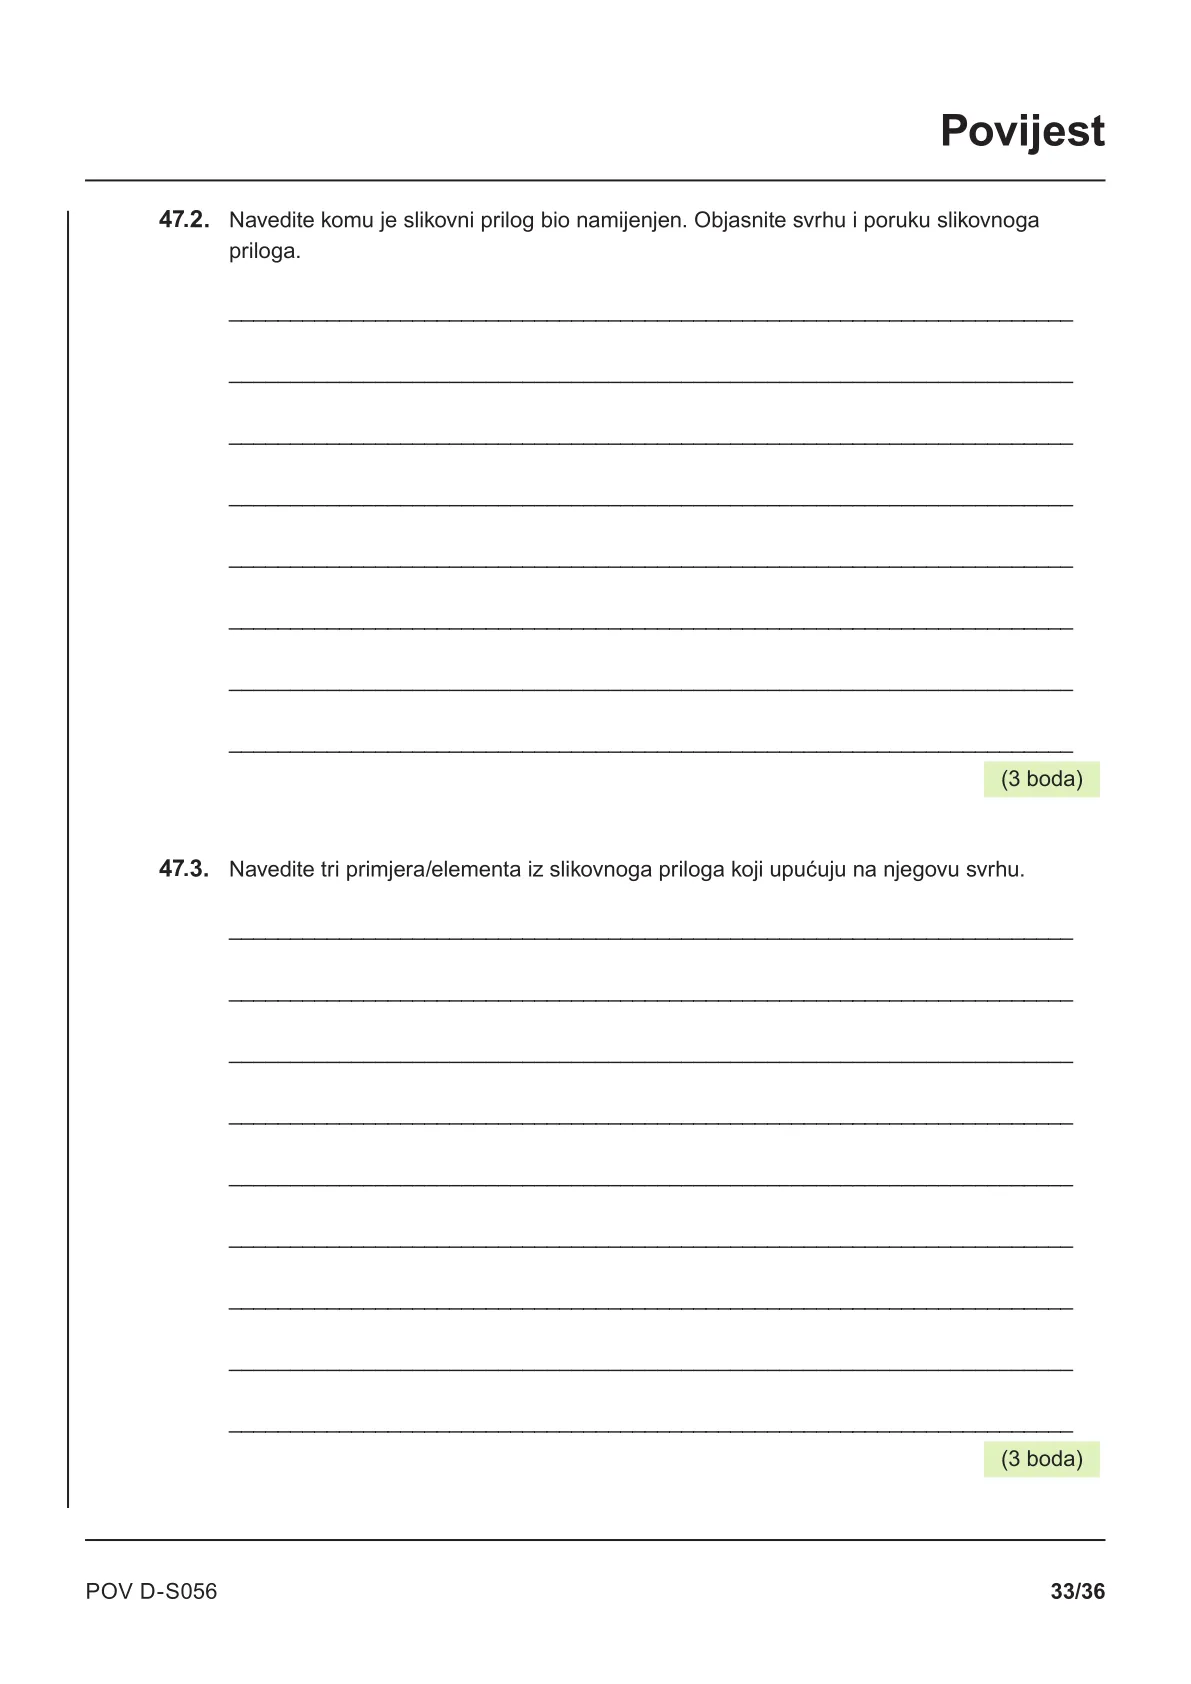 Povijest
47.2. Navedite komu je slikovni prilog bio namijenjen. Objasnite svrhu i poruku slikovnoga
priloga.
(3 boda)
47.3. Navedite tri primjera/elementa iz slikovnoga priloga koji upućuju na njegovu svrhu.
(3 boda)
POV D-S056
33/36